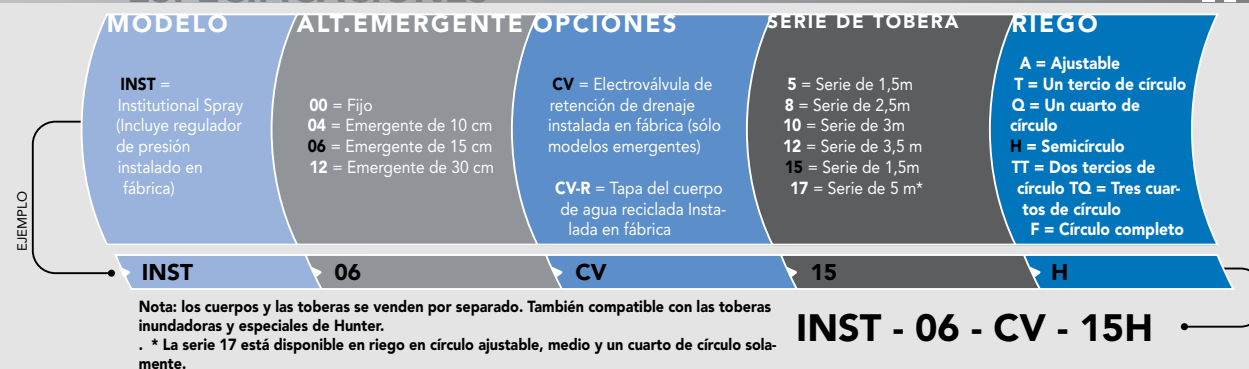 ESPECIFICACIONES
MODELO
INST =
Institutional Spray
(Incluye regulador
de presión
instalado en
fábrica)
ALT.EMERGENTE
00 = Fijo
04 = Emergente de 10 cm
06 = Emergente de 15 cm
12 = Emergente de 30 cm
OPCIONES
CV = Electroválvula de
retención de drenaje
instalada en fábrica (sólo
modelos emergentes)
CV-R = Tapa del cuerpo
de agua reciclada Insta-
lada en fábrica
SERIE DE TOBERA
5 = Serie de 1,5m
8 = Serie de 2,5m
10 = Serie de 3m
12 = Serie de 3,5 m
15 = Serie de 1,5m
17 = Serie de 5 m*
RIEGO
A = Ajustable
T = Un tercio de círculo
Q = Un cuarto de
círculo
H = Semicírculo
TT = Dos tercios de
círculo TQ = Tres cuar-
tos de círculo
F = Círculo completo
EJEMPLO
INST 06 CV 15 H
Nota: los cuerpos y las toberas se venden por separado. También compatible con las toberas
inundadoras y especiales de Hunter.
. * La serie 17 está disponible en riego en círculo ajustable, medio y un cuarto de círculo sola-
mente.
INST - 06 - CV - 15H